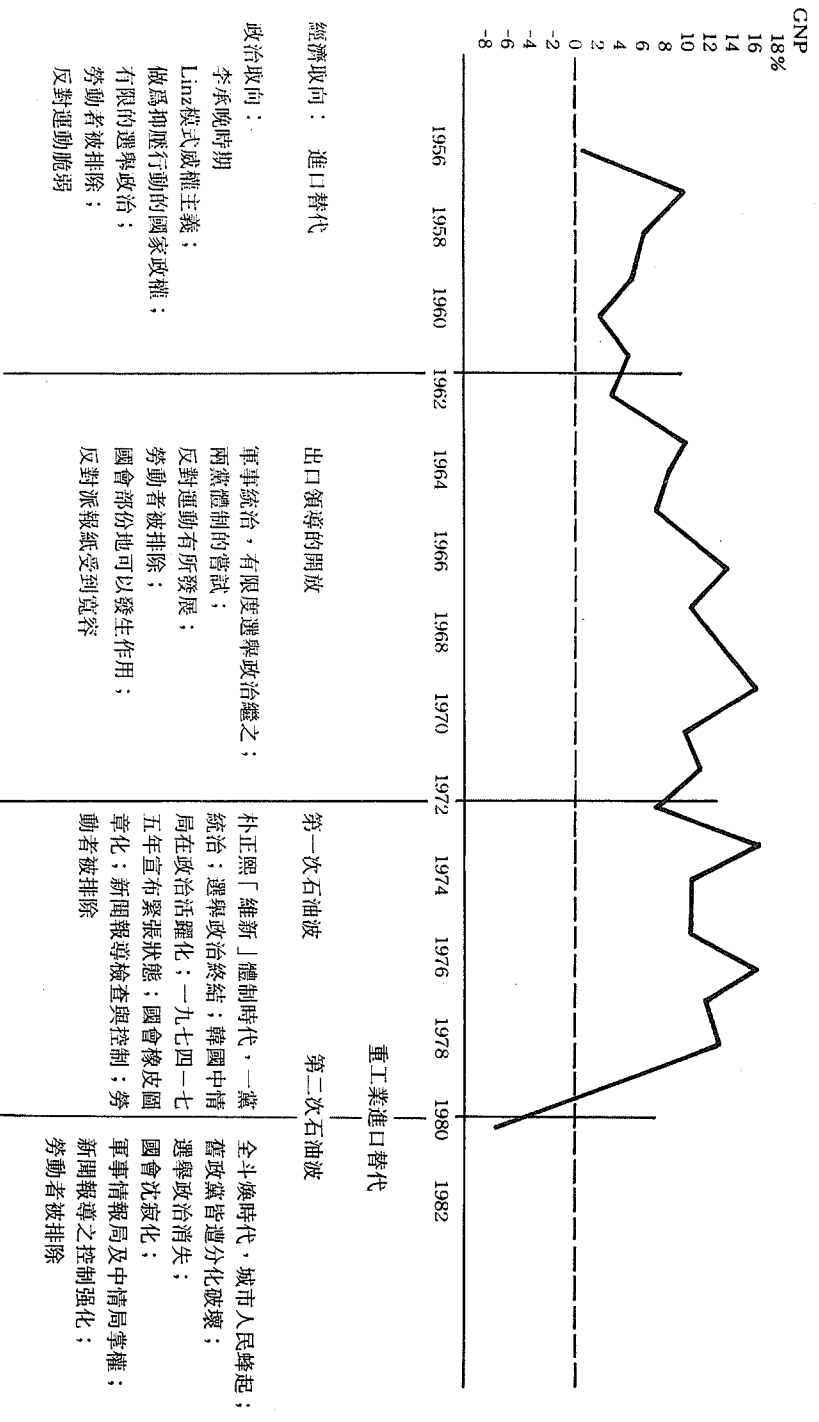 GNP
18%
16
14
12
10
8
6
4
2
0
-2
-4
-6
-8
1956
1958
1960
1962
1964
1966
1968
1970
1972
1974
1976
1978
1980
1982
重工業進口替代
經濟取向： 進口替代
出口領導的開放
第一次石油波
第二次石油波
政治取向：
李承晚時期
Linz模式威權主義；
做爲抑壓行動的國家政權；
有限的選舉政治；
勞動者被排除；
反對運動脆弱
軍事統治，有限度選舉政治繼之；
兩黨體制的嘗試；
反對運動有所發展；
勞動者被排除；
國會部份地可以發生作用；
反對派報紙受到寬容
朴正熙「維新」體制時代，一黨
統治；選舉政治終結；韓國中情
局在政治活躍化；一九七四－七
五年宣布緊張狀態；國會橡皮圖
章化；新聞報導檢查與控制；勞
動者被排除
全斗煥時代，城市人民蜂起；
舊政黨皆遭分化破壞；
選舉政治消失；
國會沈寂化；
軍事情報局及中情局掌權；
新聞報導之控制强化；
勞動者被排除